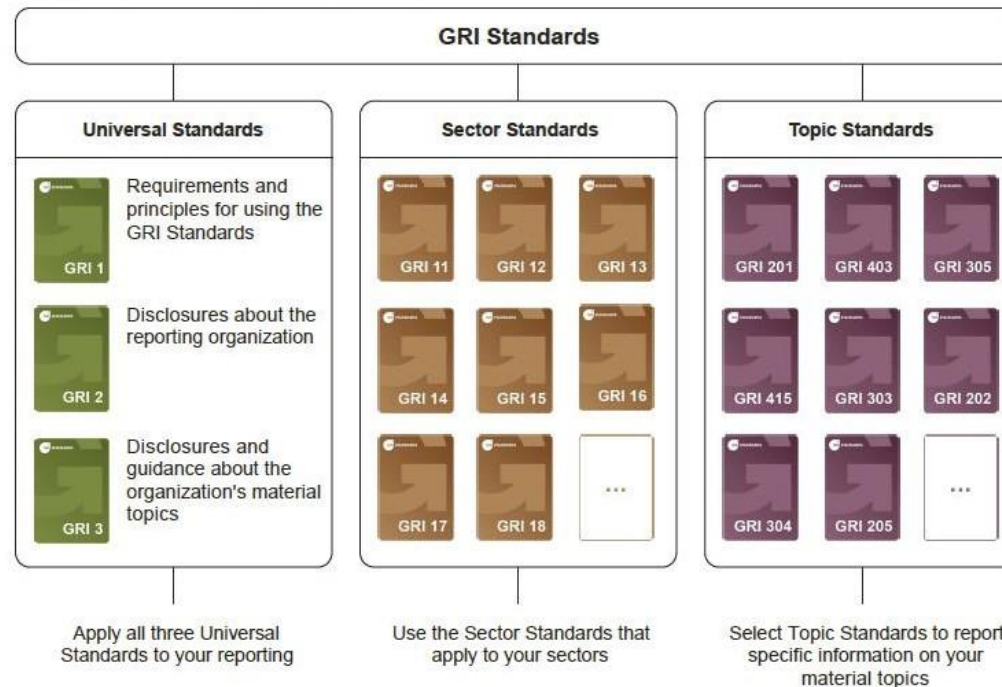 GRI Standards
Universal Standards
Requirements and
principles for using the
GRI Standards
GRI 1
Disclosures about the
reporting organization
GRI 2
Disclosures and
guidance about the
organization's material
topics
GRI 3
Apply all three Universal
Standards to your reporting
Sector Standards
GRI 11 GRI 12 GRI 13
GRI 14 GRI 15 GRI 16
GRI 17 GRI 18 ...
Use the Sector Standards that
apply to your sectors
Topic Standards
GRI 201 GRI 403 GRI 305
GRI 415 GRI 303 GRI 202
GRI 304 GRI 205 ...
Select Topic Standards to report
specific information on your
material topics